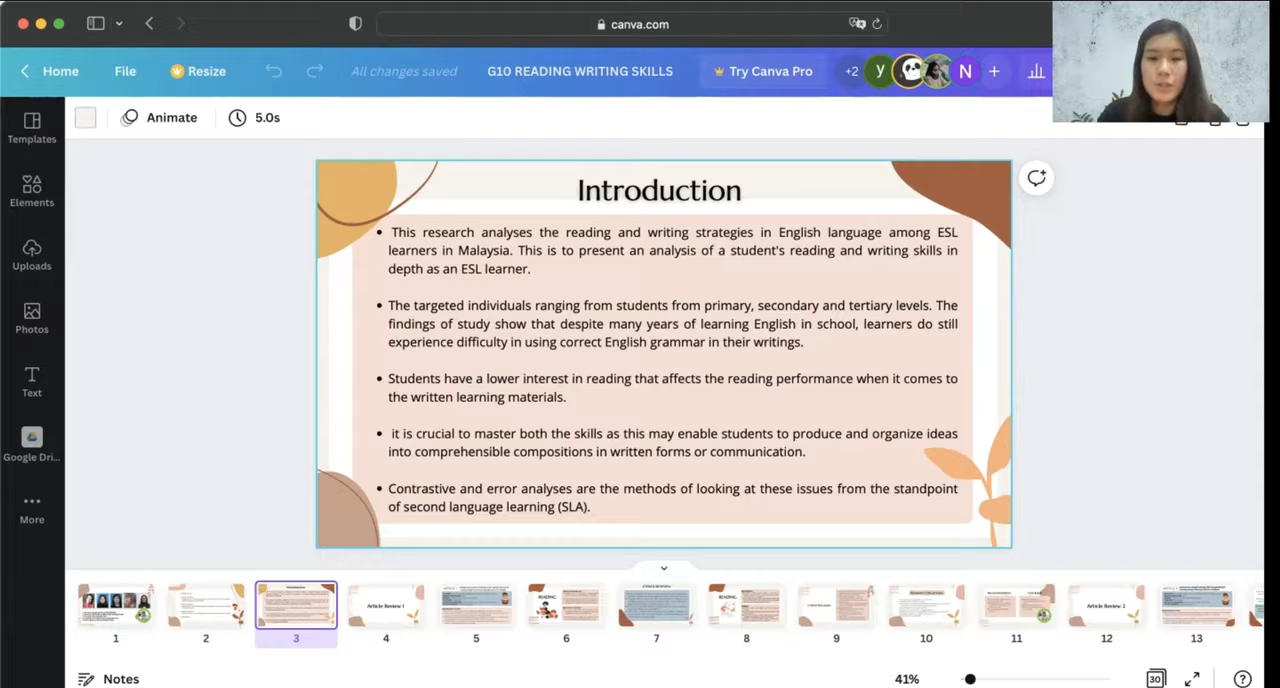 canva.com
Home
File
Resize
All changes saved
G10 READING WRITING SKILLS
Try Canva Pro
+2
y
N
+
Animate
5.0s
Templates
Elements
Uploads
Photos
Text
Google Dri...
More
Introduction
• This research analyses the reading and writing strategies in English language among ESL
learners in Malaysia. This is to present an analysis of a student's reading and writing skills in
depth as an ESL learner.
• The targeted individuals ranging from students from primary, secondary and tertiary levels. The
findings of study show that despite many years of learning English in school, learners do still
experience difficulty in using correct English grammar in their writings.
• Students have a lower interest in reading that affects the reading performance when it comes to
the written learning materials.
• it is crucial to master both the skills as this may enable students to produce and organize ideas
into comprehensible compositions in written forms or communication.
• Contrastive and error analyses are the methods of looking at these issues from the standpoint
of second language learning (SLA).
Article Review 1
READING
READING
Article Review 2
1
2
3
4
5
6
7
8
9
10
11
12
13
Notes
41%
30
?